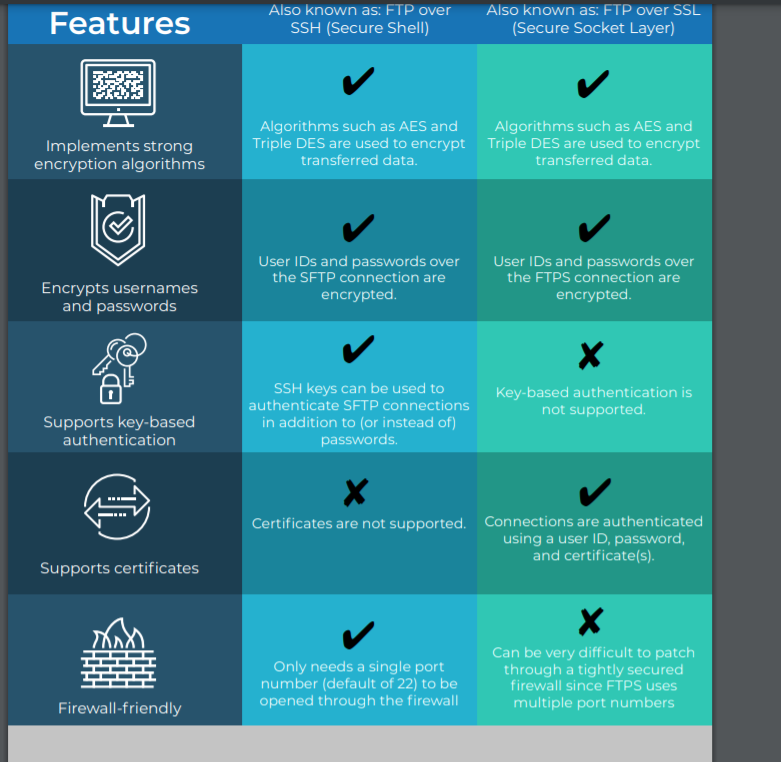 Features
Also known as: FTP over
SSH (Secure Shell)
Also known as: FTP over SSL
(Secure Socket Layer)
Implements strong
encryption algorithms
Algorithms such as AES and
Triple DES are used to encrypt
transferred data.
Algorithms such as AES and
Triple DES are used to encrypt
transferred data.
Encrypts usernames
and passwords
User IDs and passwords over
the SFTP connection are
encrypted.
User IDs and passwords over
the FTPS connection are
encrypted.
Supports key-based
authentication
SSH keys can be used to
authenticate SFTP connections
in addition to (or instead of)
passwords.
Key-based authentication is
not supported.
Supports certificates
Certificates are not supported.
Connections are authenticated
using a user ID, password,
and certificate(s).
Firewall-friendly
Only needs a single port
number (default of 22) to be
opened through the firewall
Can be very difficult to patch
through a tightly secured
firewall since FTPS uses
multiple port numbers